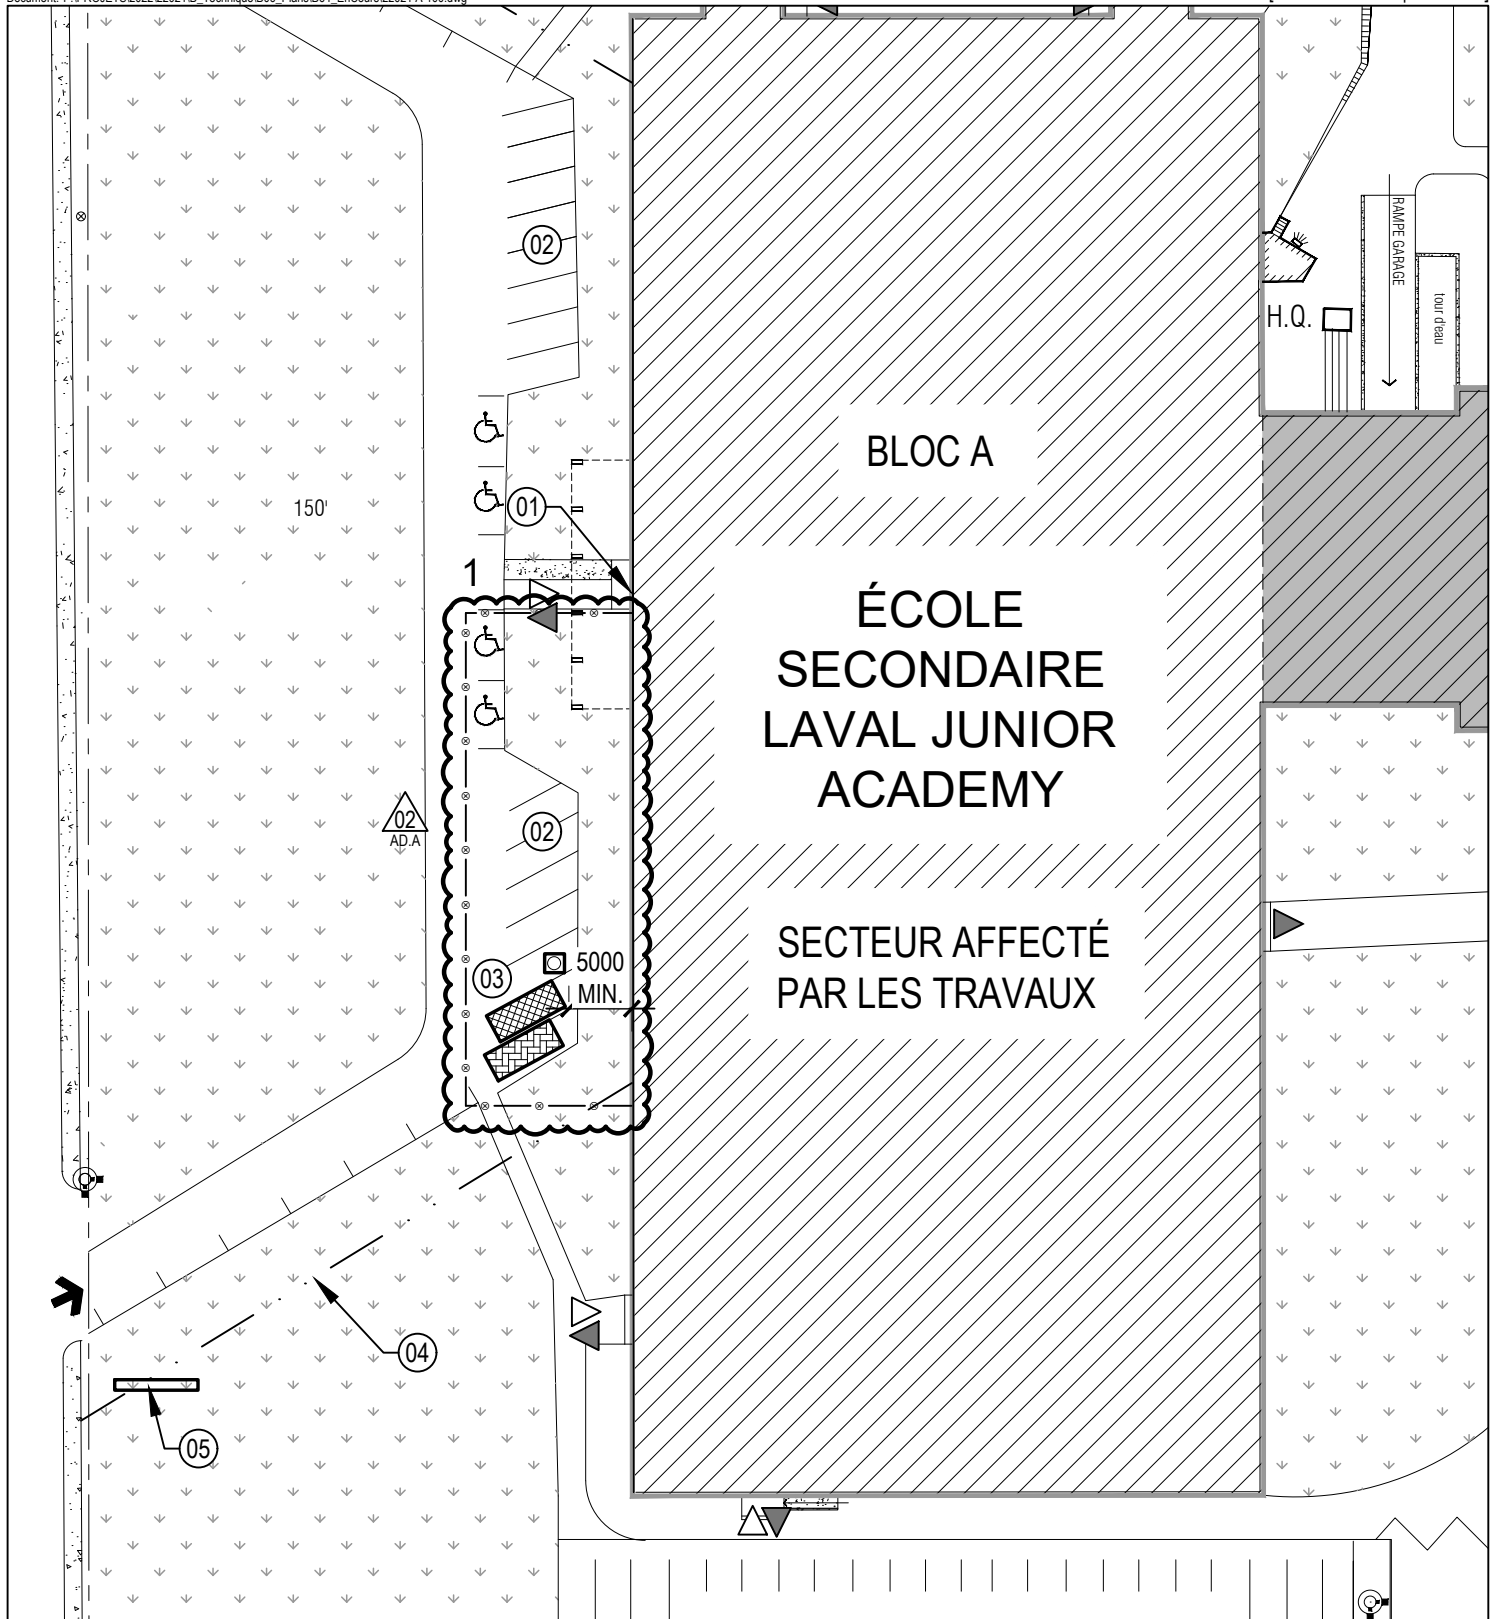 02
RAMPE GARAGE
tour d'eau
H.Q.
BLOC A
150'
01
1
ÉCOLE
SECONDAIRE
LAVAL JUNIOR
ACADEMY
02
AD.A
02
SECTEUR AFFECTÉ
PAR LES TRAVAUX
03
5000
MIN.
04
05